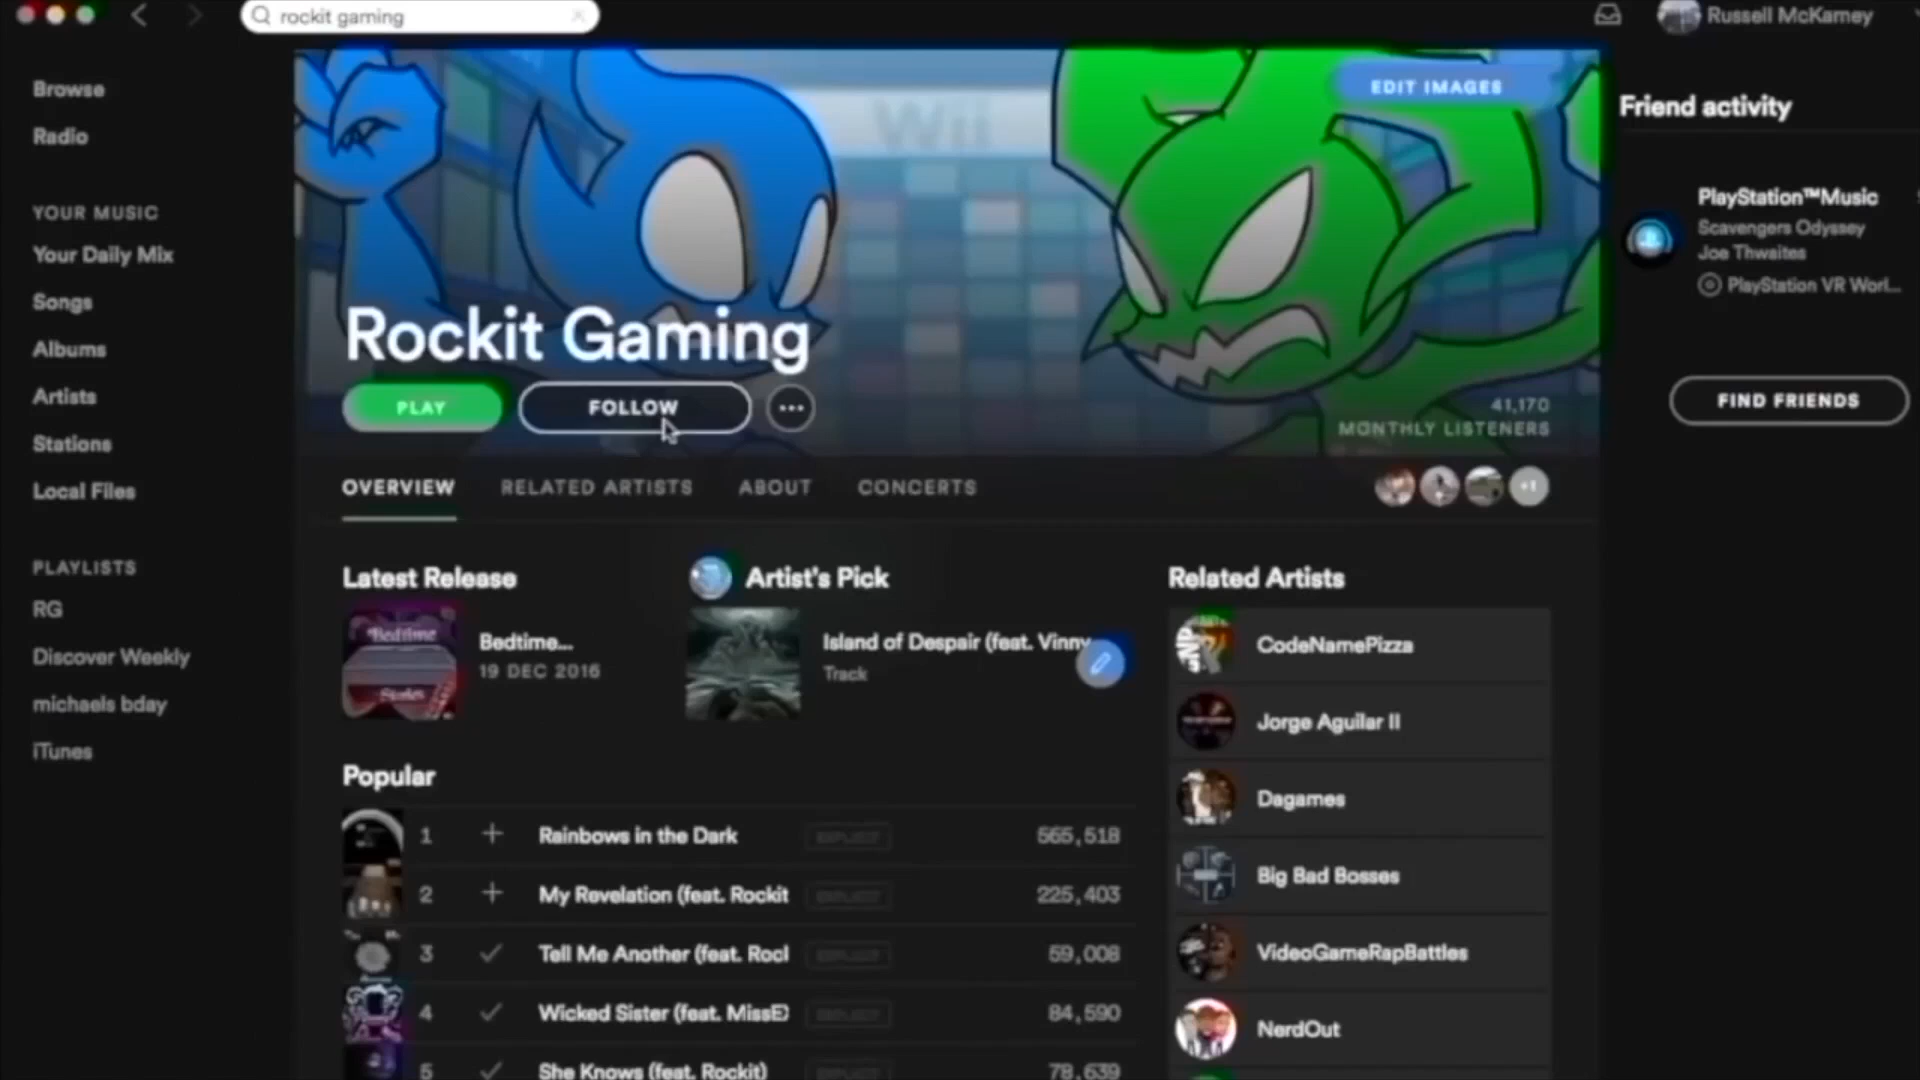 rockit gaming
Russell McKamey
Browse
Radio
YOUR MUSIC
Your Daily Mix
Songs
Albums
Artists
Stations
Local Files
PLAYLISTS
RG
Discover Weekly
michaels bday
iTunes
Wii
EDIT IMAGES
Rockit Gaming
PLAY
FOLLOW
41,170
MONTHLY LISTENERS
OVERVIEW
RELATED ARTISTS
ABOUT
CONCERTS
+1
Latest Release
Bedtime
Bedtime...
19 DEC 2016
Artist's Pick
Island of Despair (feat. Vinny
Track
Popular
1 Rainbows in the Dark 565,518
2 My Revelation (feat. Rockit 225,403
3 Tell Me Another (feat. Rocl 59,008
4 Wicked Sister (feat. MissE 84,590
5 She Knows (feat. Rockit) 78,639
Related Artists
CodeNamePizza
Jorge Aguilar II
Dagames
Big Bad Bosses
VideoGameRapBattles
NerdOut
Friend activity
PlayStation™Music
Scavengers Odyssey
Joe Thwaites
PlayStation VR Worl...
FIND FRIENDS